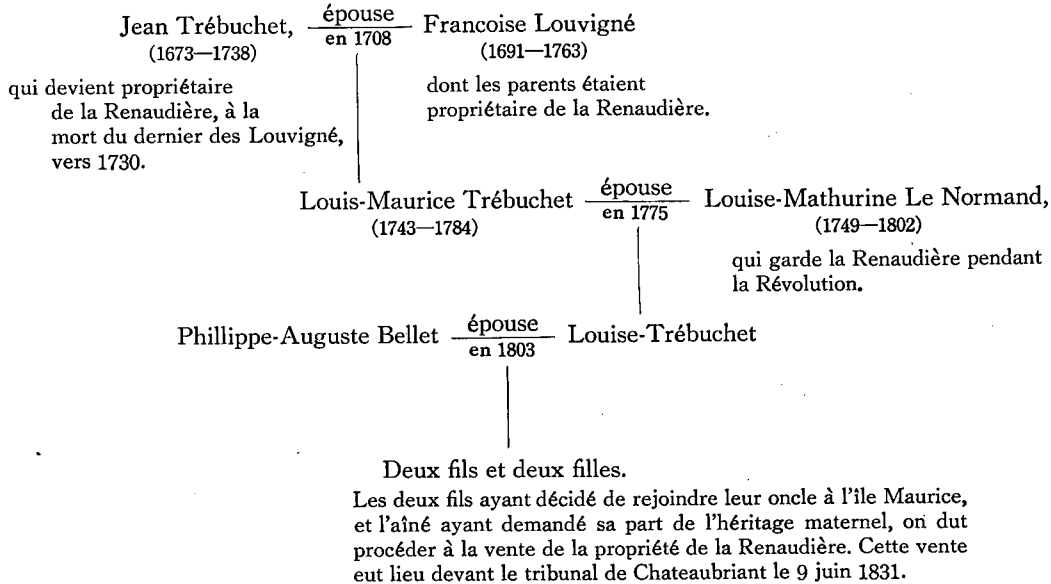 Jean Trébuchet, épouse en 1708 Francoise Louvigné
(1673—1738) (1691—1763)
qui devient propriétaire
de la Renaudière, à la
mort du dernier des Louvigné,
vers 1730.
dont les parents étaient
propriétaire de la Renaudière.
Louis-Maurice Trébuchet épouse en 1775 Louise-Mathurine Le Normand,
(1743—1784) (1749—1802)
qui garde la Renaudière pendant
la Révolution.
Phillippe-Auguste Bellet épouse en 1803 Louise-Trébuchet
Deux fils et deux filles.
Les deux fils ayant décidé de rejoindre leur oncle à l'île Maurice,
et l'aîné ayant demandé sa part de l'héritage maternel, on dut
procéder à la vente de la propriété de la Renaudière. Cette vente
eut lieu devant le tribunal de Chateaubriant le 9 juin 1831.